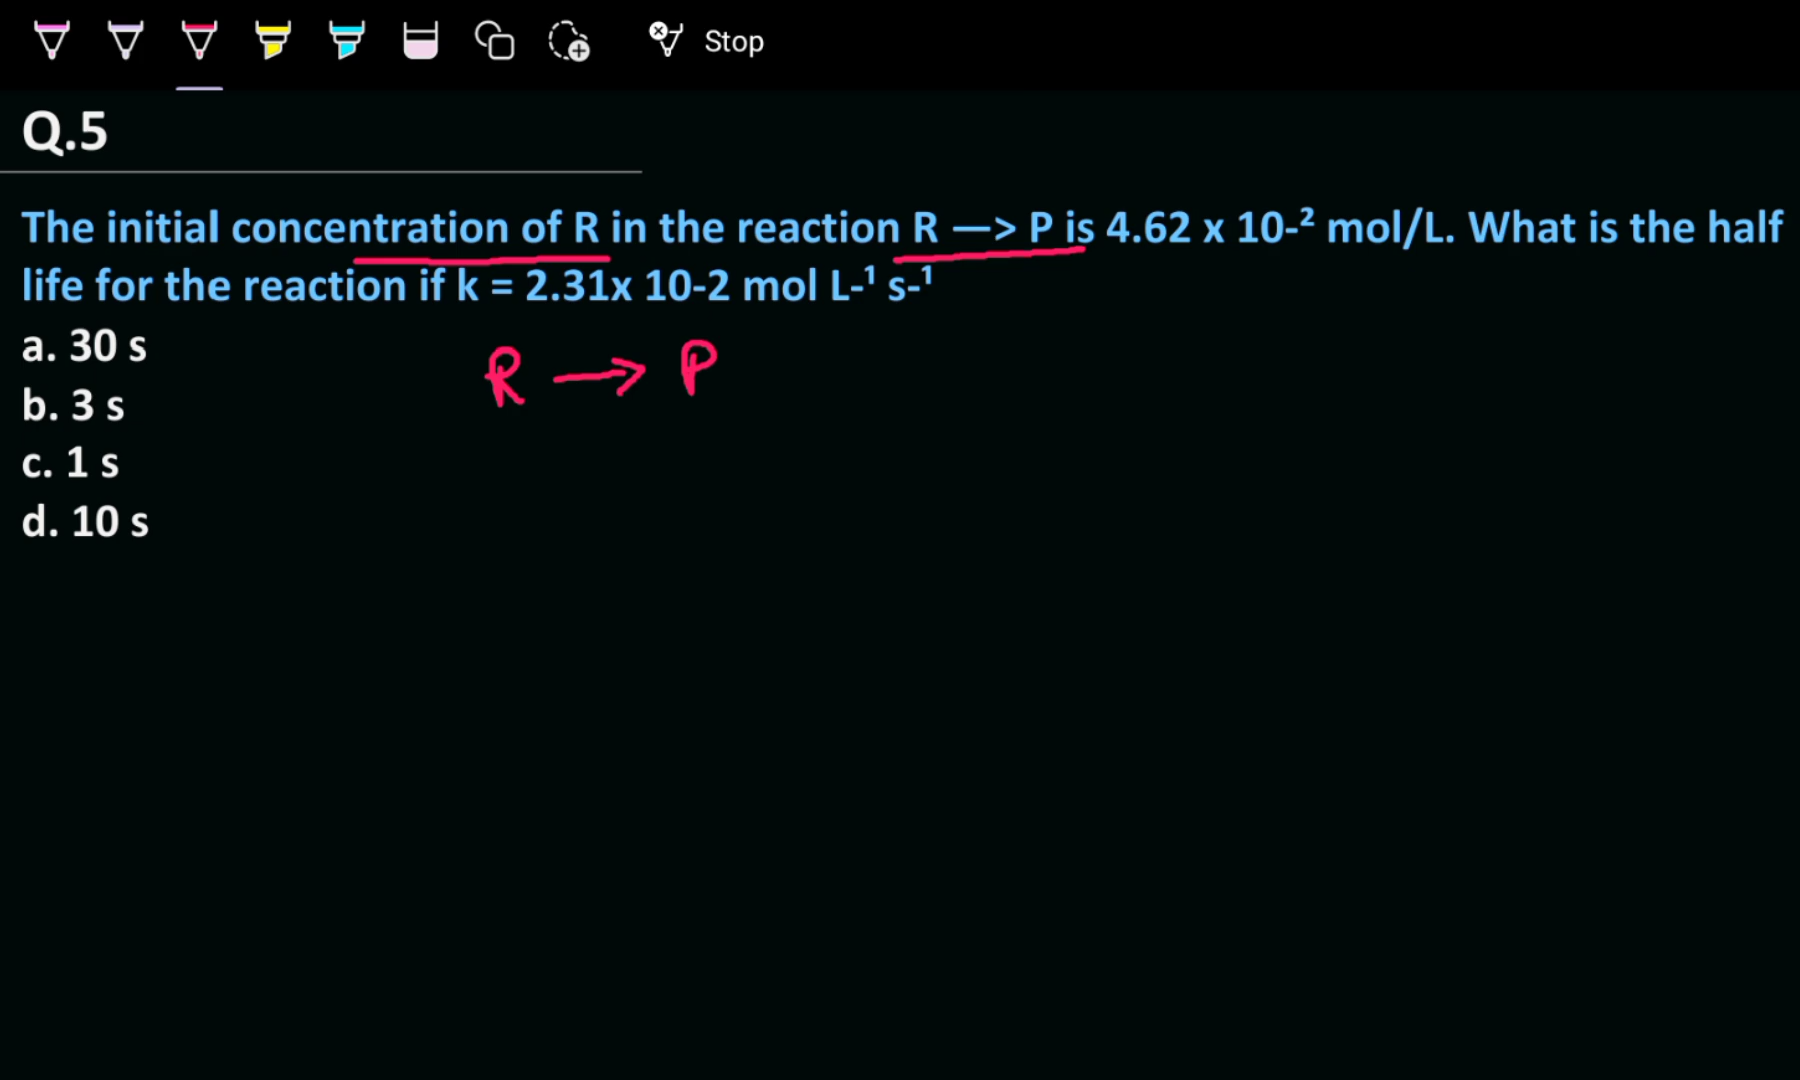 Stop
Q.5
The initial concentration of R in the reaction R —> P is 4.62 x 10-² mol/L. What is the half
life for the reaction if k = 2.31x 10-2 mol L-¹ s-¹
a. 30 s
R → P
b. 3 s
c. 1 s
d. 10 s